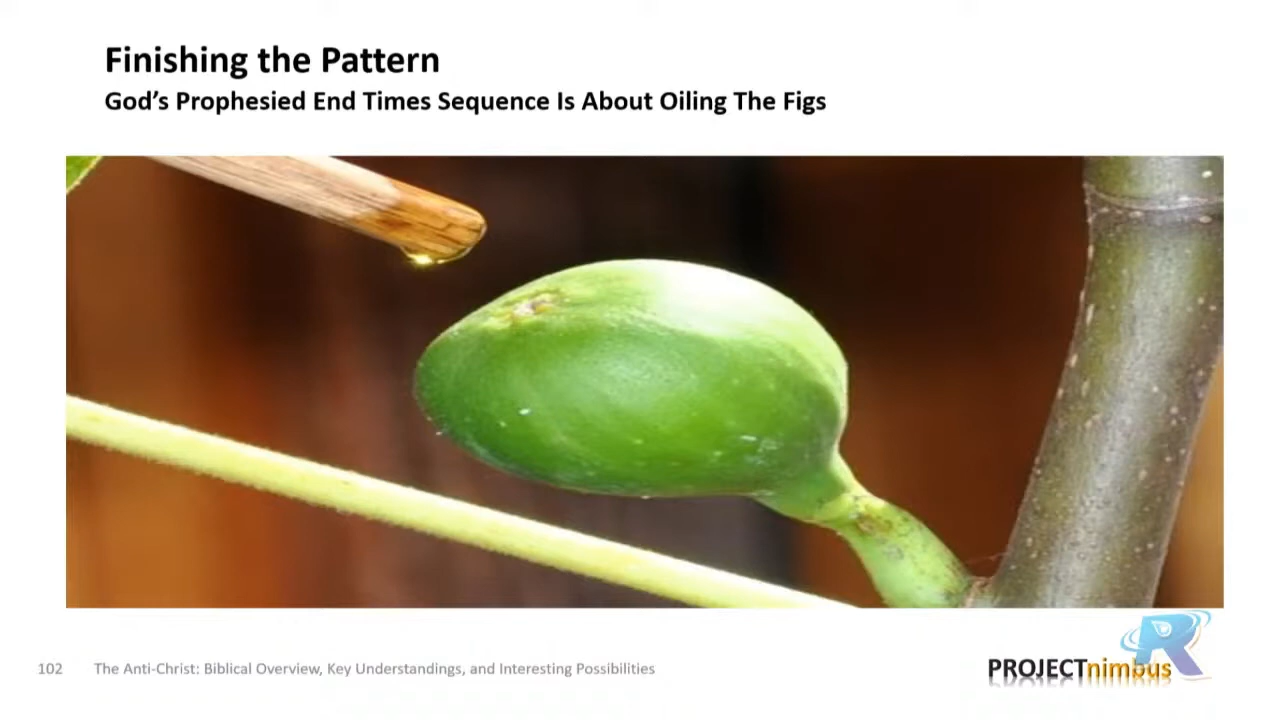 Finishing the Pattern
God's Prophesied End Times Sequence Is About Oiling The Figs
102 The Anti-Christ: Biblical Overview, Key Understandings, and Interesting Possibilities
PROJECTnimbus
R